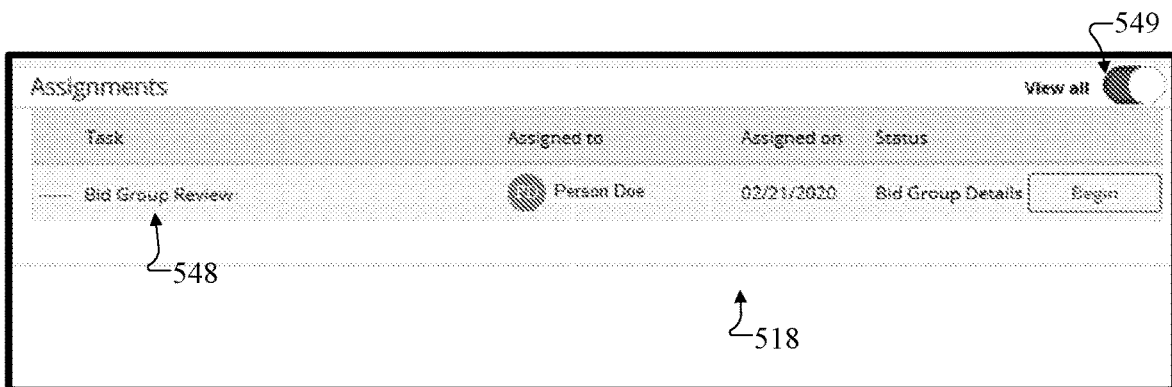 549
Assignments View all
Task Assigned to Assigned on Status
Bid Group Review Person Doe 02/21/2020 Bid Group Details Begin
548
518